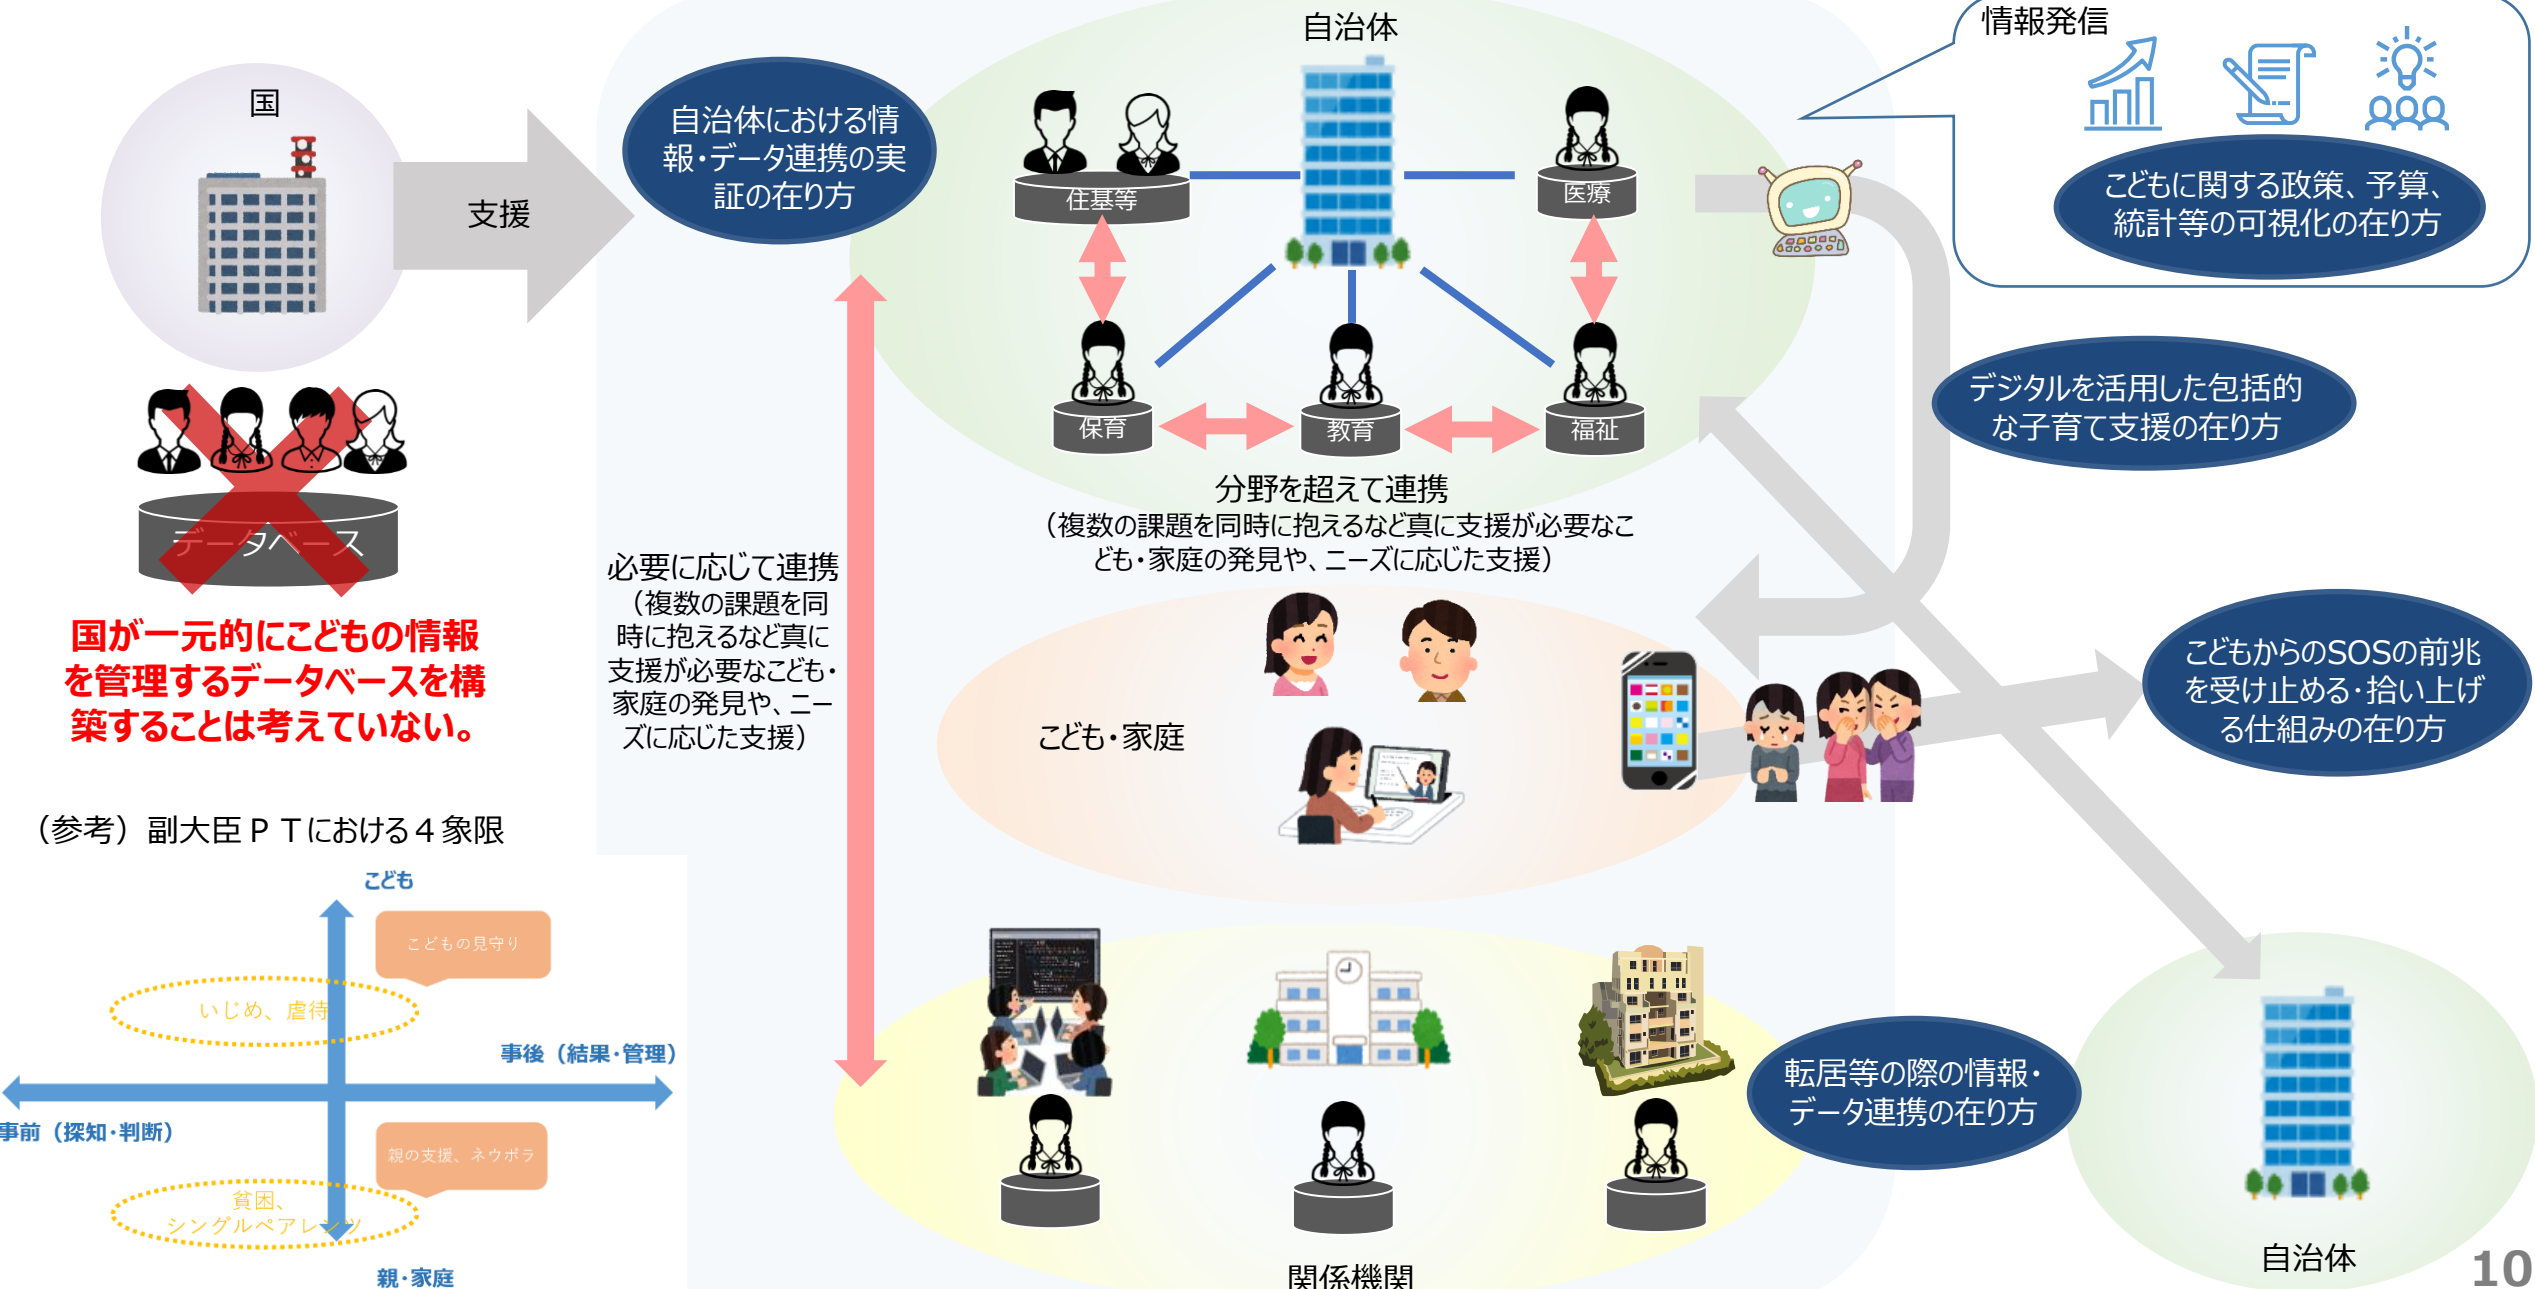 国
支援
データベース
国が一元的にこどもの情報
を管理するデータベースを構
築することは考えていない。
自治体における情
報・データ連携の実
証の在り方
自治体
住基等
医療
保育
教育
福祉
分野を超えて連携
（複数の課題を同時に抱えるなど真に支援が必要なこ
ども・家庭の発見や、ニーズに応じた支援）
必要に応じて連携
（複数の課題を同
時に抱えるなど真に
支援が必要なこども・
家庭の発見や、ニー
ズに応じた支援）
こども・家庭
関係機関
情報発信
こどもに関する政策、予算、
統計等の可視化の在り方
デジタルを活用した包括的
な子育て支援の在り方
こどもからのSOSの前兆
を受け止める・拾い上げ
る仕組みの在り方
転居等の際の情報・
データ連携の在り方
自治体
（参考）副大臣ＰＴにおける４象限
こども
こどもの見守り
いじめ、虐待
事後（結果・管理）
事前（探知・判断）
親の支援、ネウボラ
貧困、
シングルペアレンツ
親・家庭
10